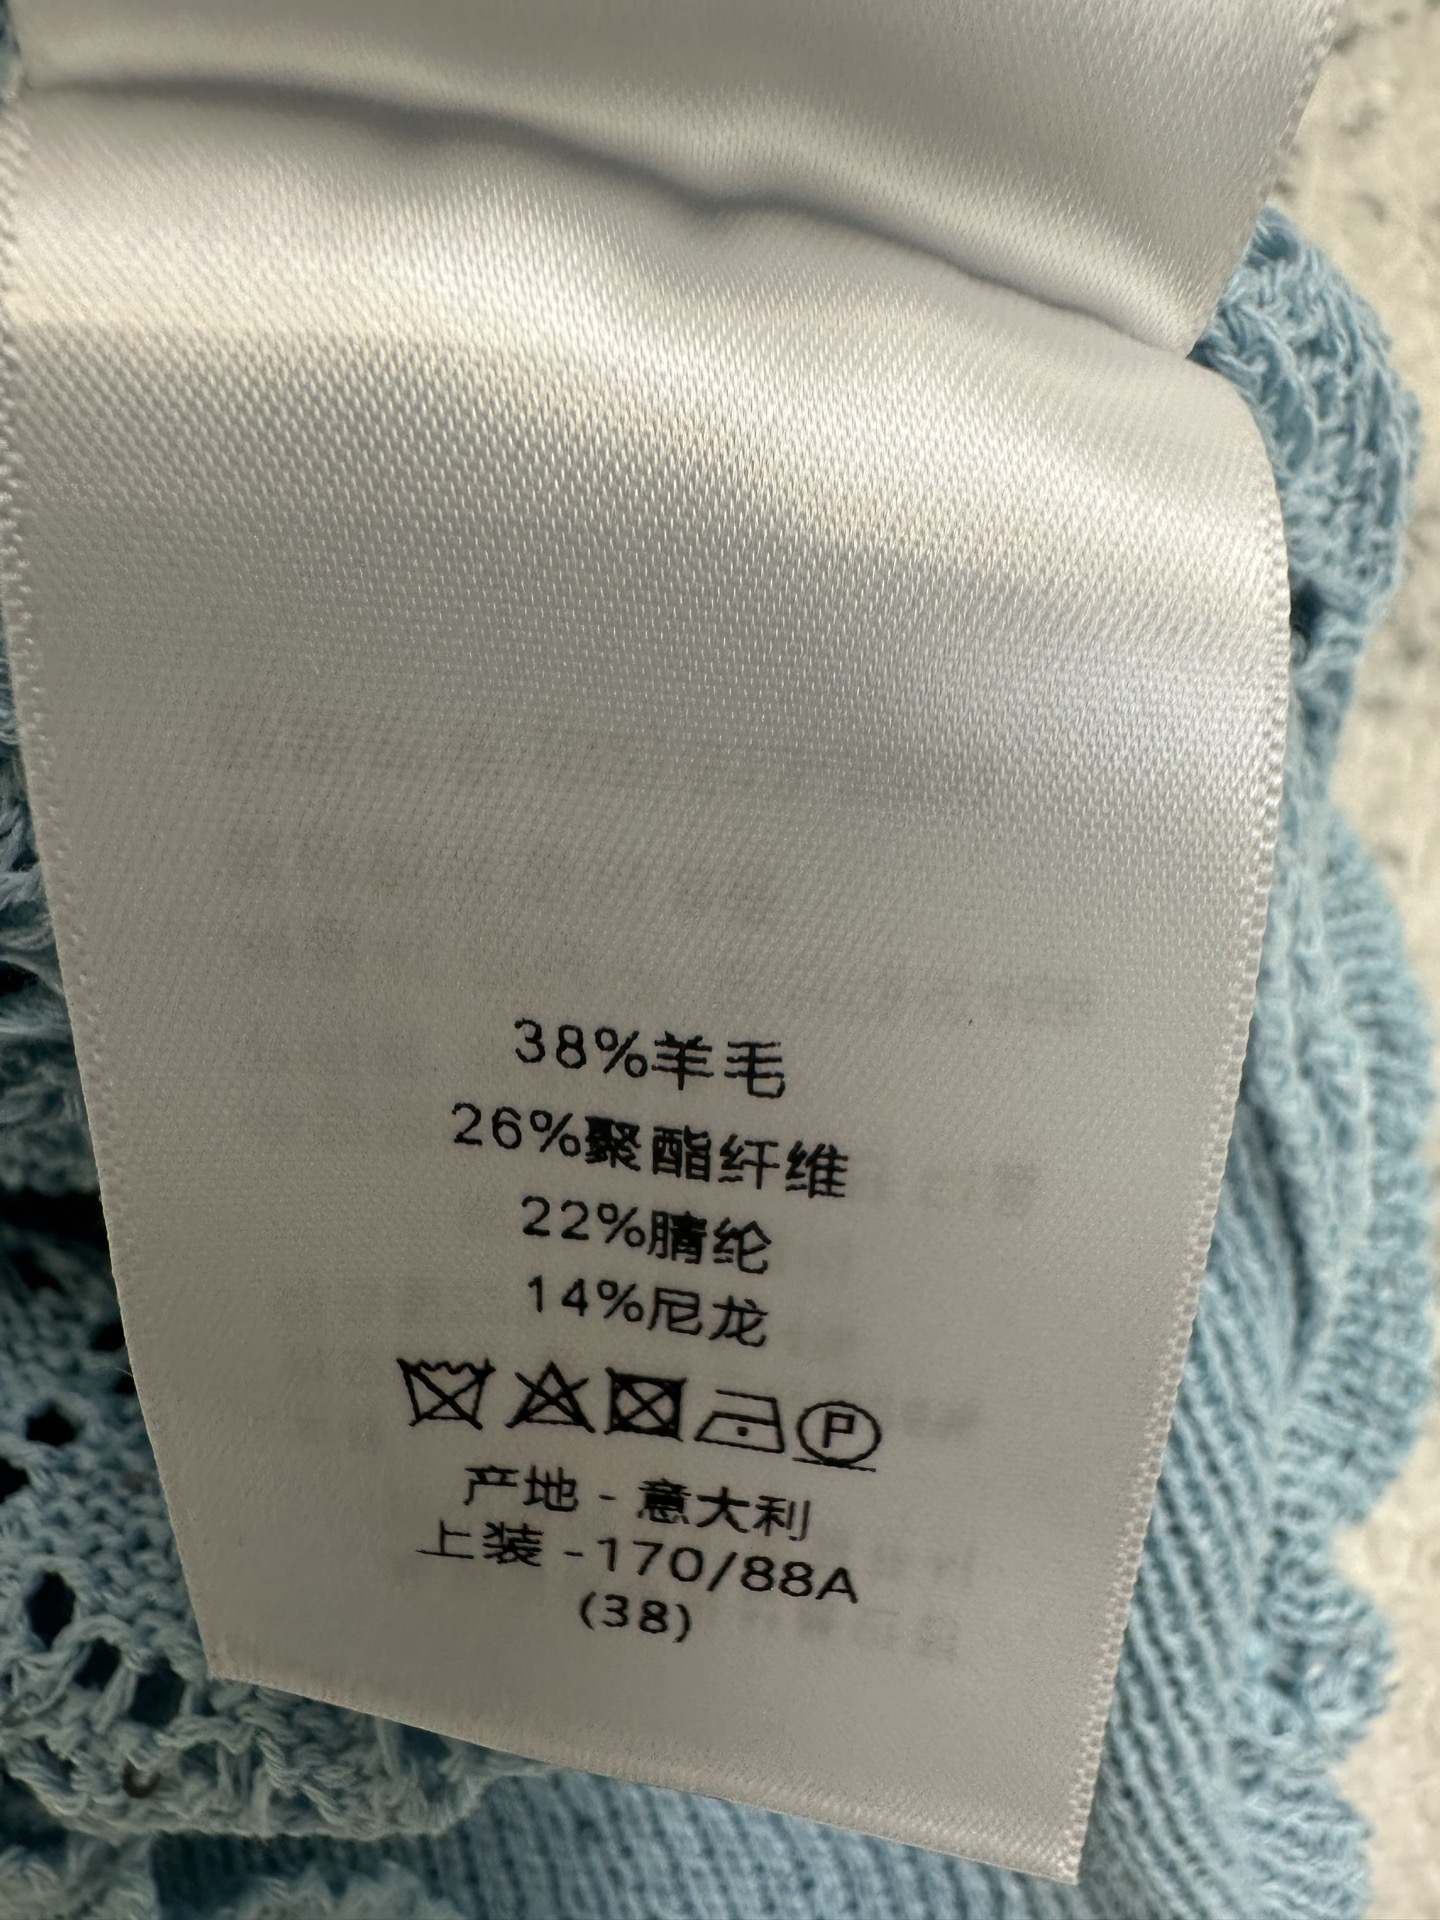 38%羊毛
26%聚酯纤维
22%腈纶
14%尼龙
P
产地 - 意大利
上装 -170/88A
(38)